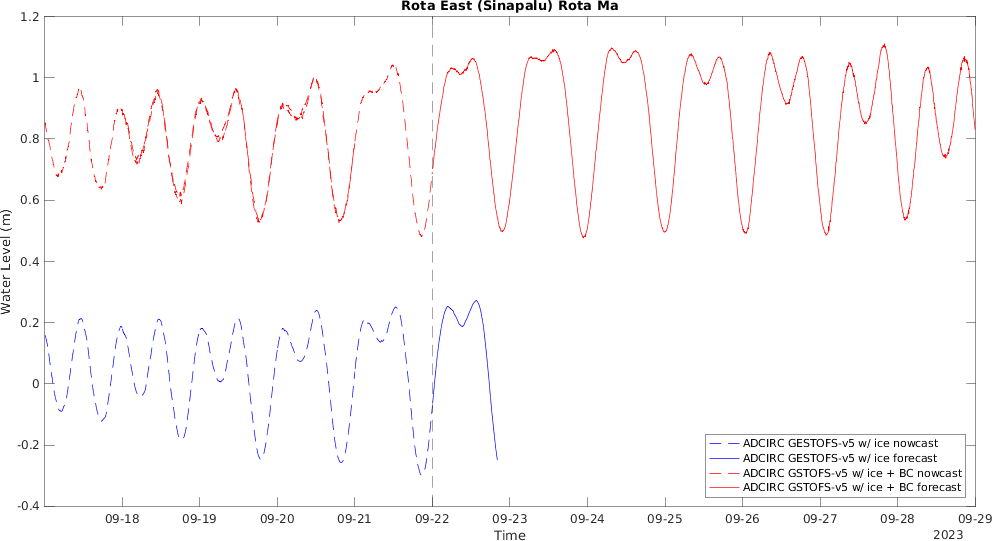 Rota East (Sinapalu) Rota Ma
1.2
1
0.8
0.6
0.4
0.2
0
-0.2
-0.4
Water Level (m)
ADCIRC GESTOFS-v5 w/ ice nowcast
ADCIRC GESTOFS-v5 w/ ice forecast
ADCIRC GSTOFS-v5 w/ ice + BC nowcast
ADCIRC GSTOFS-v5 w/ ice + BC forecast
09-18 09-19 09-20 09-21 09-22 09-23 09-24 09-25 09-26 09-27 09-28 09-29
Time
2023